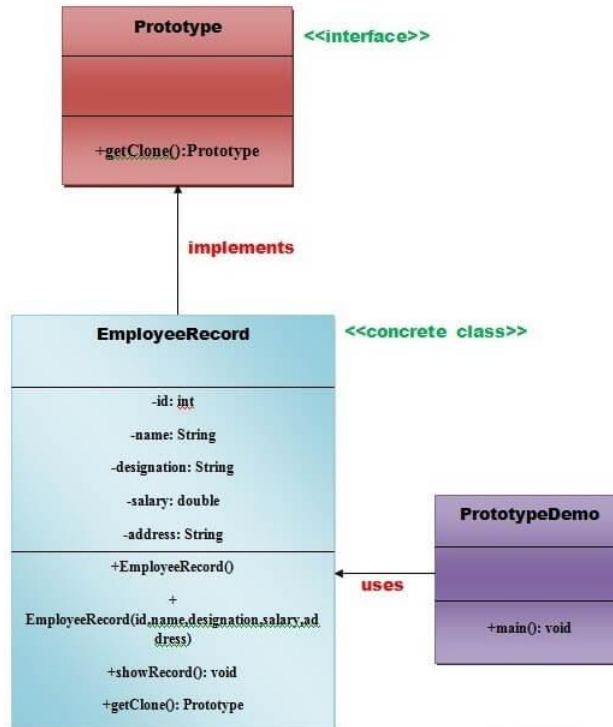 Prototype
<<interface>>
+getClone():Prototype
implements
EmployeeRecord
<<concrete class>>
-id: int
-name: String
-designation: String
-salary: double
-address: String
+EmployeeRecord()
+
EmployeeRecord(id,name,designation,salary,ad
dress)
+showRecord(): void
+getClone(): Prototype
uses
PrototypeDemo
+main(): void